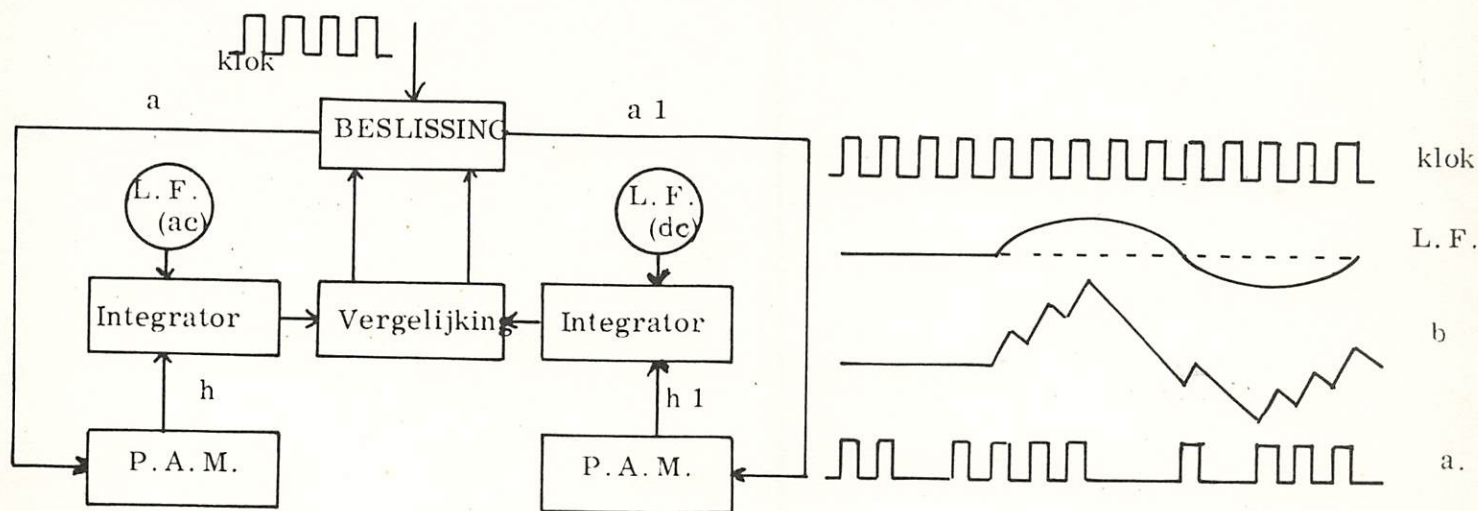 klok
a
BESLISSING
a 1
klok
L. F.
(ac)
L. F.
(dc)
L. F.
Integrator
Vergelijking
Integrator
b
h
h 1
P. A. M.
P. A. M.
a.